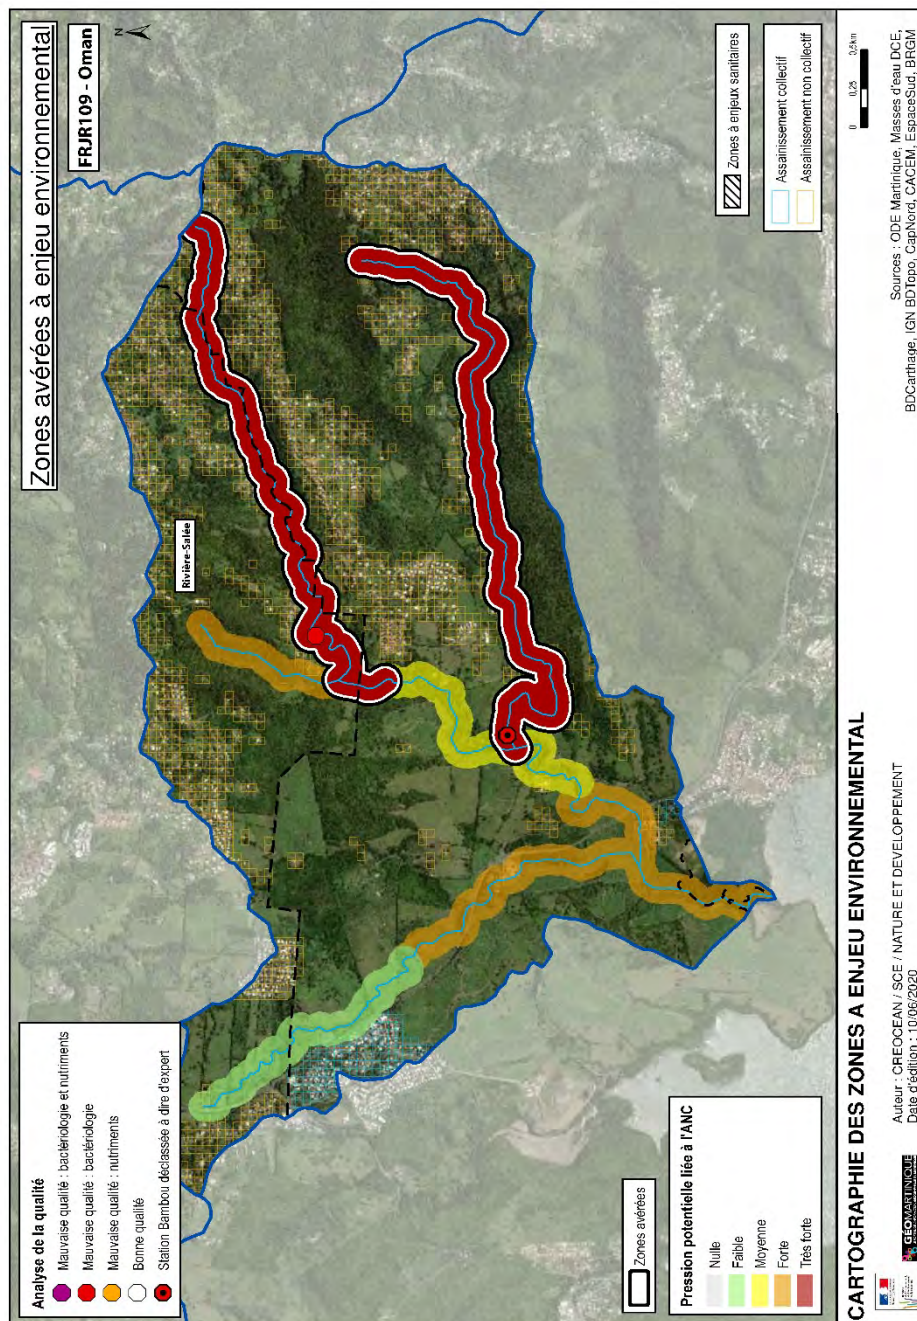 Zones avérées à enjeu environnemental
FRJR109 - Oman
N
Rivière-Salée
Analyse de la qualité
Mauvaise qualité : bactériologie et nutriments
Mauvaise qualité : bactériologie
Mauvaise qualité : nutriments
Bonne qualité
Station Bambou déclassée à dire d'expert
Zones avérées
Pression potentielle liée à l'ANC
Nulle
Faible
Moyenne
Forte
Très forte
Zones à enjeux sanitaires
Assainissement collectif
Assainissement non collectif
0 0,25 0,5km
CARTOGRAPHIE DES ZONES A ENJEU ENVIRONNEMENTAL
Auteur : CREOCEAN / SCE / NATURE ET DEVELOPPEMENT
Date d'édition : 10/06/2020
Sources : ODE Martinique, Masses d'eau DCE,
BDCarthage, IGN BDTopo, CapNord, CACEM, EspaceSud, BRGM
GEOMARTINIQUE